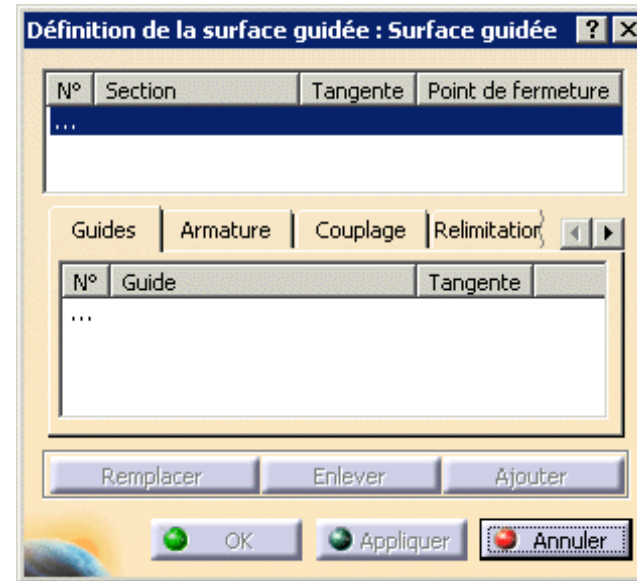 Définition de la surface guidée : Surface guidée ? X
N° Section Tangente Point de fermeture
...
Guides Armature Couplage Relimitation
N° Guide Tangente
...
Remplacer Enlever Ajouter
OK Appliquer Annuler